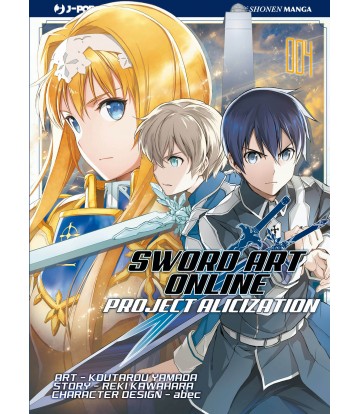 J-POP
SHONEN MANGA
004
SWORD ART
ONLINE
PROJECT ALICIZATION
ART - KOUTAROU YAMADA
STORY - REKI KAWAHARA
CHARACTER DESIGN - abec